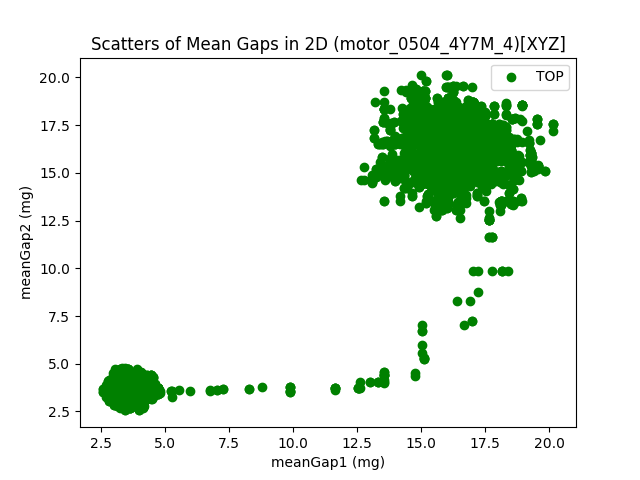 Scatters of Mean Gaps in 2D (motor_0504_4Y7M_4)[XYZ]
TOP
20.0
17.5
15.0
12.5
10.0
7.5
5.0
2.5
meanGap2 (mg)
2.5 5.0 7.5 10.0 12.5 15.0 17.5 20.0
meanGap1 (mg)